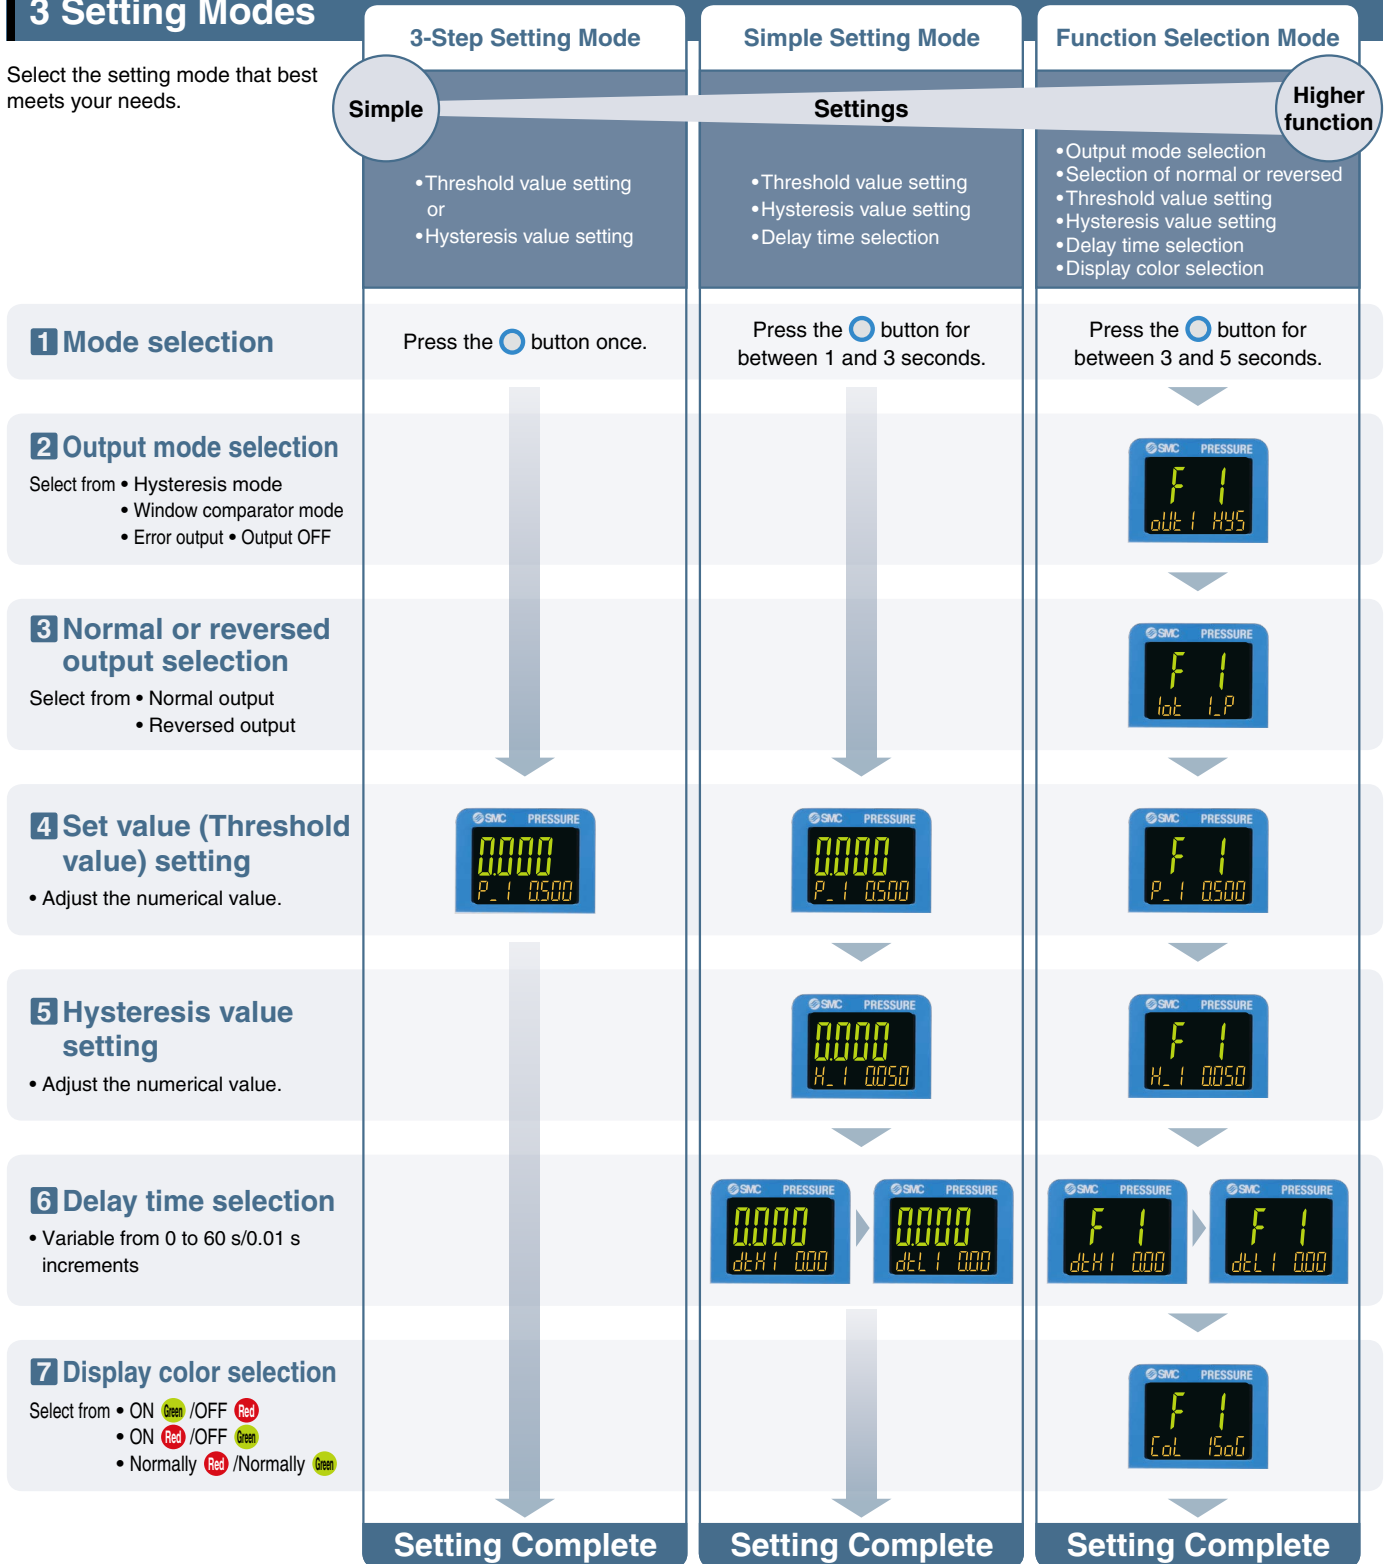 3 Setting Modes
Select the setting mode that best
meets your needs.
3-Step Setting Mode
Simple Setting Mode
Function Selection Mode
Simple
Settings
Higher
function
•Threshold value setting
or
•Hysteresis value setting
•Threshold value setting
•Hysteresis value setting
•Delay time selection
•Output mode selection
•Selection of normal or reversed
•Threshold value setting
•Hysteresis value setting
•Delay time selection
•Display color selection
1 Mode selection
Press the button once.
Press the button for
between 1 and 3 seconds.
Press the button for
between 3 and 5 seconds.
2 Output mode selection
Select from • Hysteresis mode
• Window comparator mode
• Error output • Output OFF
SMC PRESSURE
F 1
oUt1 HYS
3 Normal or reversed
output selection
Select from • Normal output
• Reversed output
SMC PRESSURE
F 1
1ot 1_P
4 Set value (Threshold
value) setting
• Adjust the numerical value.
SMC PRESSURE
0.000
P_1 0.500
SMC PRESSURE
0.000
P_1 0.500
SMC PRESSURE
F 1
P_1 0.500
5 Hysteresis value
setting
• Adjust the numerical value.
SMC PRESSURE
0.000
H_1 0.050
SMC PRESSURE
F 1
H_1 0.050
6 Delay time selection
• Variable from 0 to 60 s/0.01 s
increments
SMC PRESSURE
0.000
dtH1 0.00
SMC PRESSURE
0.000
dtL1 0.00
SMC PRESSURE
F 1
dtH1 0.00
SMC PRESSURE
F 1
dtL1 0.00
7 Display color selection
Select from • ON Green /OFF Red
• ON Red /OFF Green
• Normally Red /Normally Green
SMC PRESSURE
F 1
CoL 1SoG
Setting Complete
Setting Complete
Setting Complete